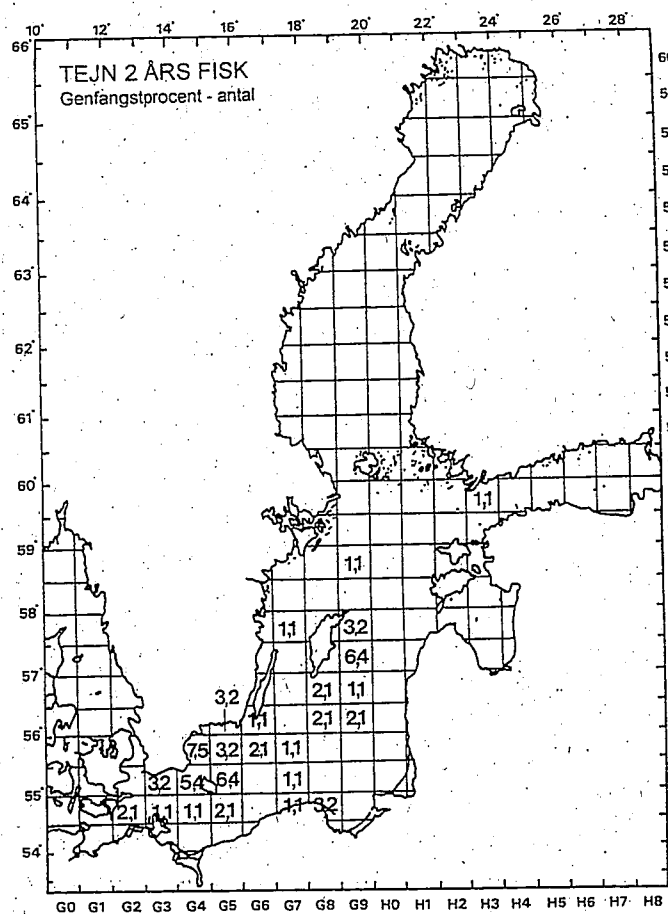 10° 12° 14° 16° 18° 20° 22° 24° 26° 28°
66°
TEJN 2 ÅRS FISK
Genfangstprocent - antal
65°
64°
63°
62°
61°
60°
1,1
59°
1,1
58°
1,1 3,2
6,4
57°
3,2 2,1 1,1
1,1 2,1 2,1
56°
7,5 3,2 2,1 1,1
3,2 5,4 6,4 1,1
55°
2,1 1,1 1,1 2,1 1,1 3,2
54°
G0 G1 G2 G3 G4 G5 G6 G7 G8 G9 H0 H1 H2 H3 H4 H5 H6 H7 H8